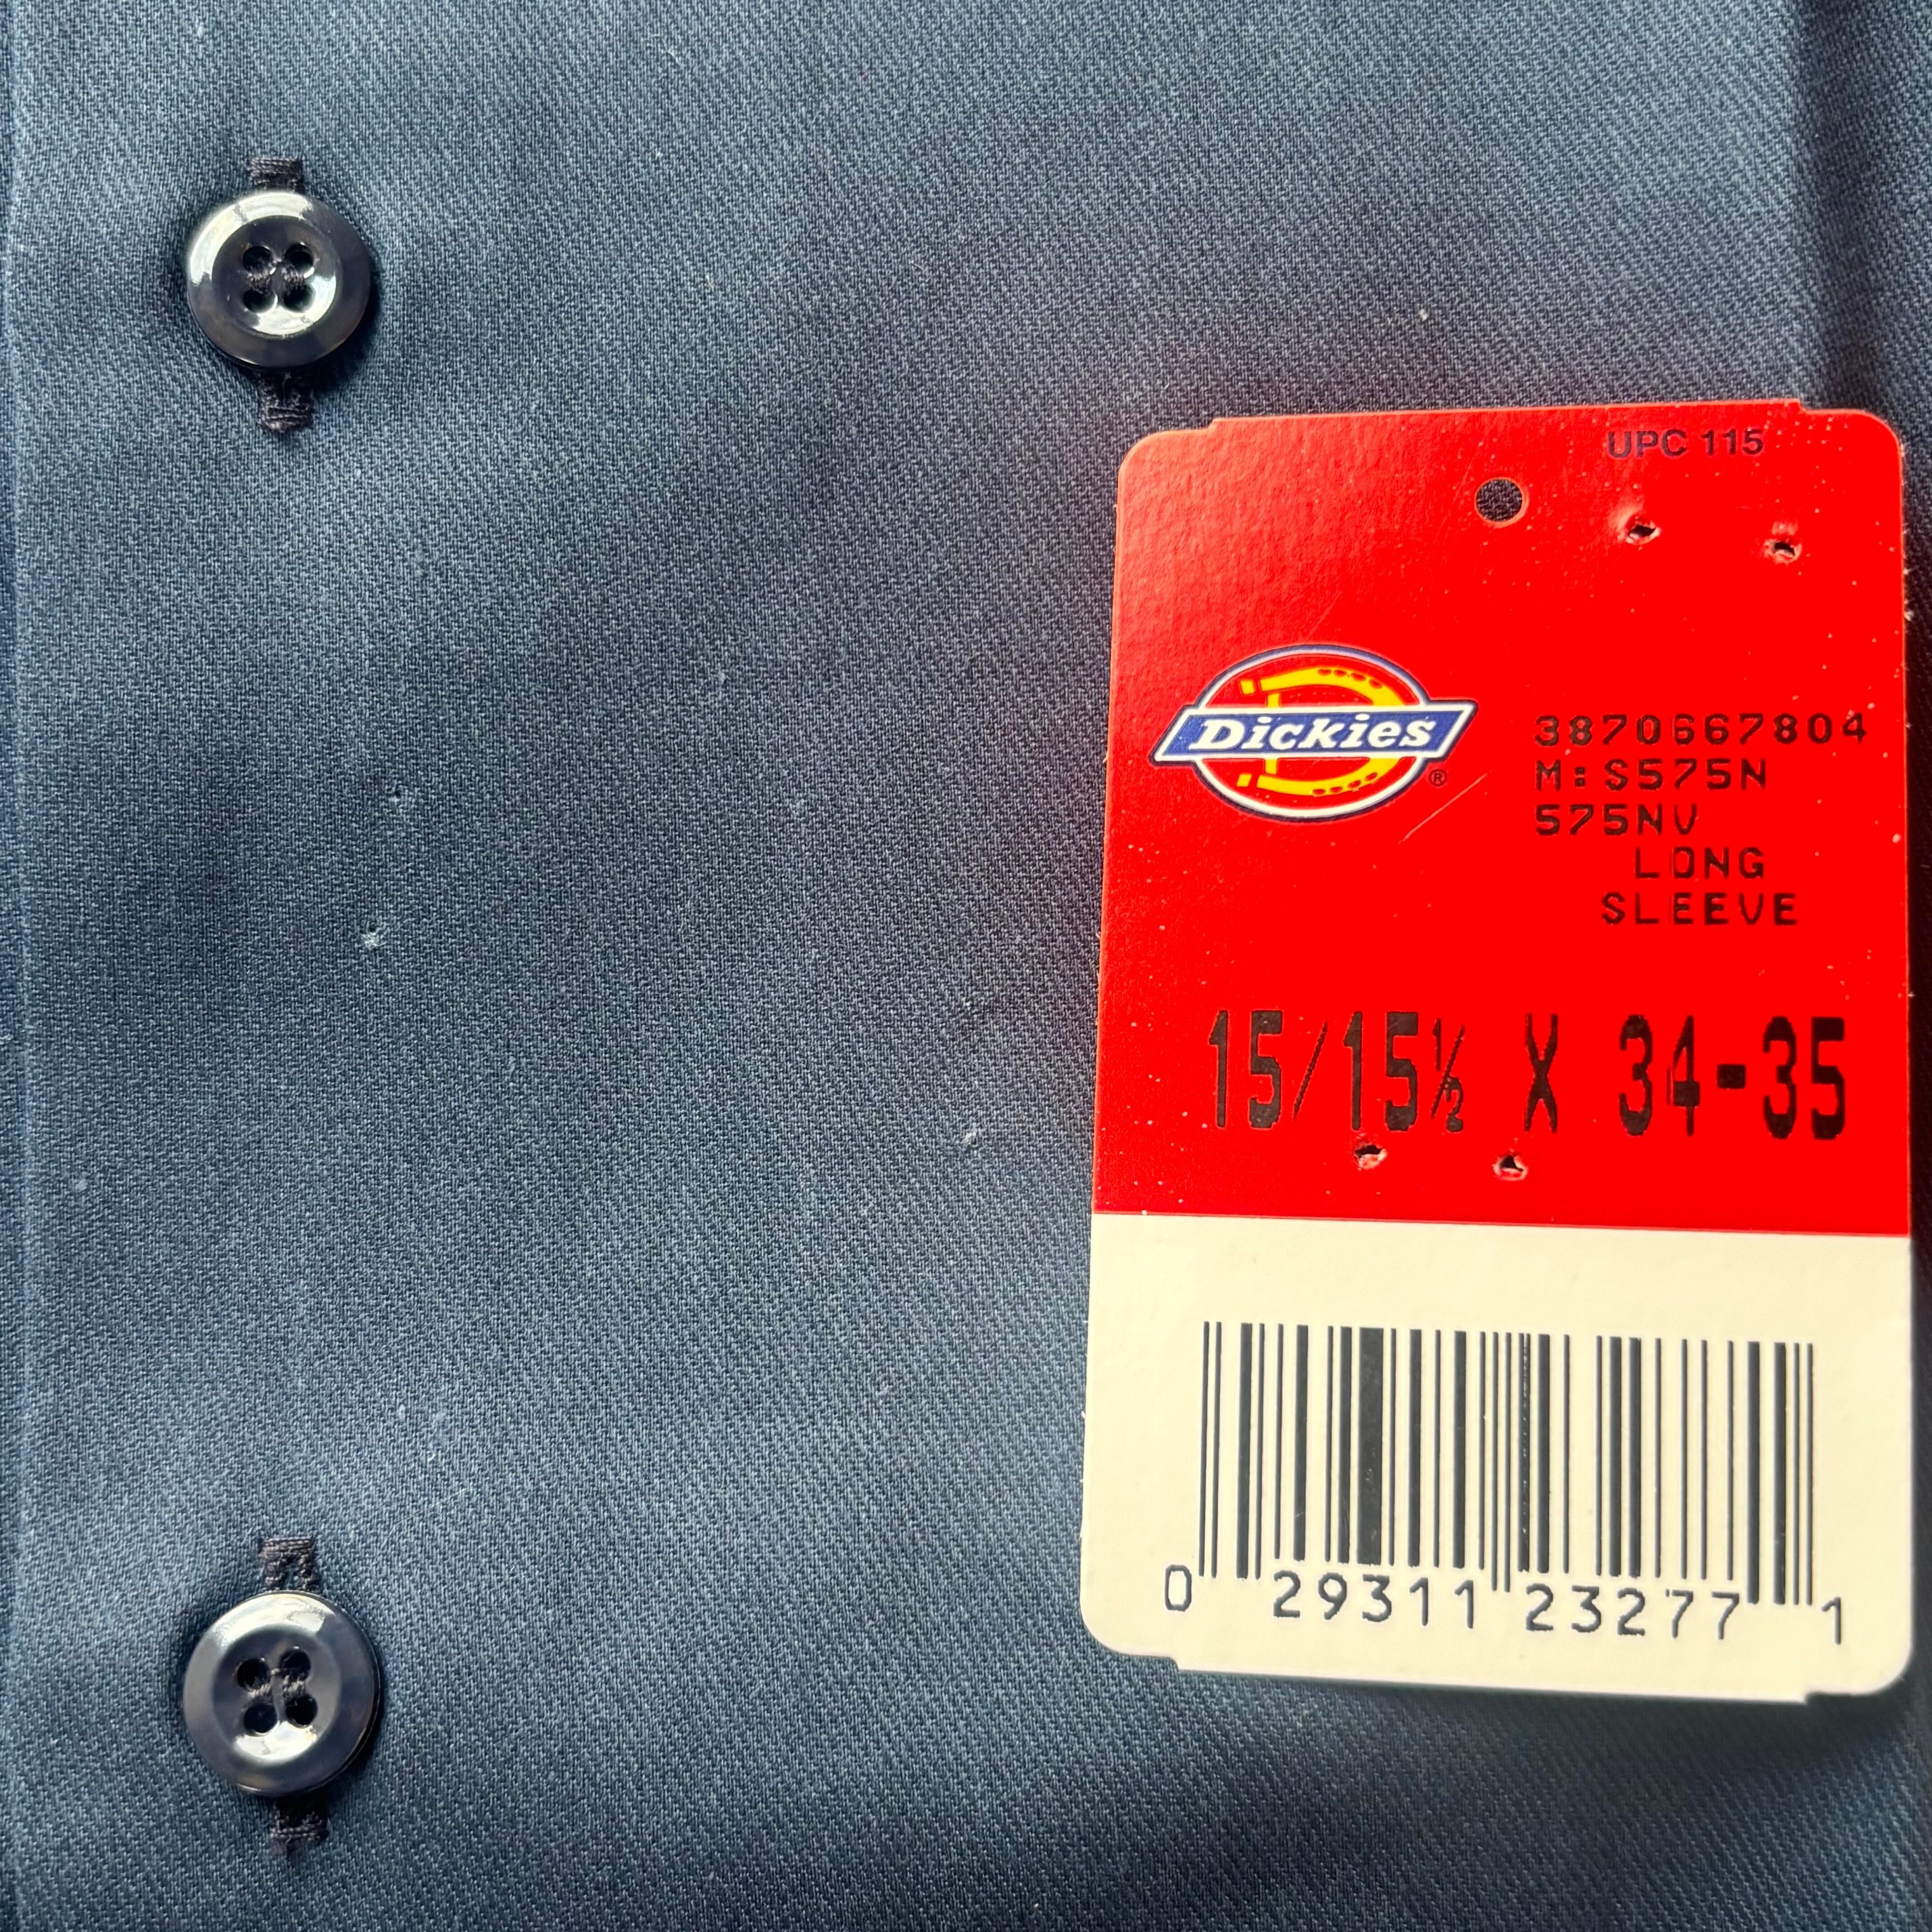 UPC 115
Dickies®
3870667804
M:S575N
575NV
LONG
SLEEVE
15/15½ X 34-35
0 29311 23277 1